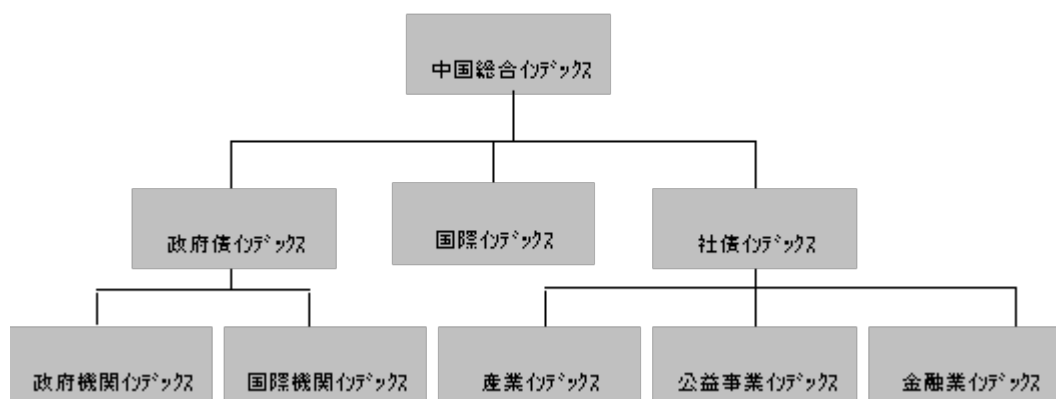 中国総合ｲﾝﾃﾞｯｸｽ
政府債ｲﾝﾃﾞｯｸｽ
国際ｲﾝﾃﾞｯｸｽ
社債ｲﾝﾃﾞｯｸｽ
政府機関ｲﾝﾃﾞｯｸｽ
国際機関ｲﾝﾃﾞｯｸｽ
産業ｲﾝﾃﾞｯｸｽ
公益事業ｲﾝﾃﾞｯｸｽ
金融業ｲﾝﾃﾞｯｸｽ